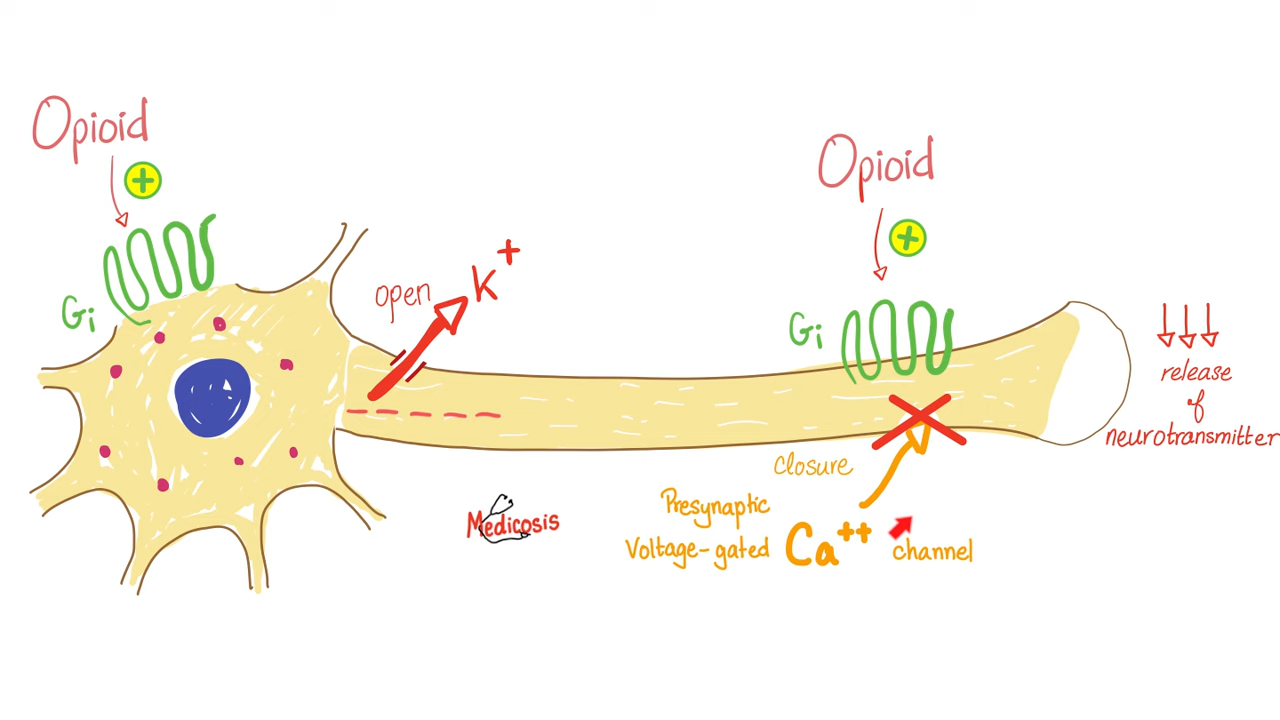 Opioid
+
Gi
open
K+
Opioid
+
Gi
release
of
neurotransmitter
closure
Presynaptic
Voltage-gated Ca++ channel
Medicosis